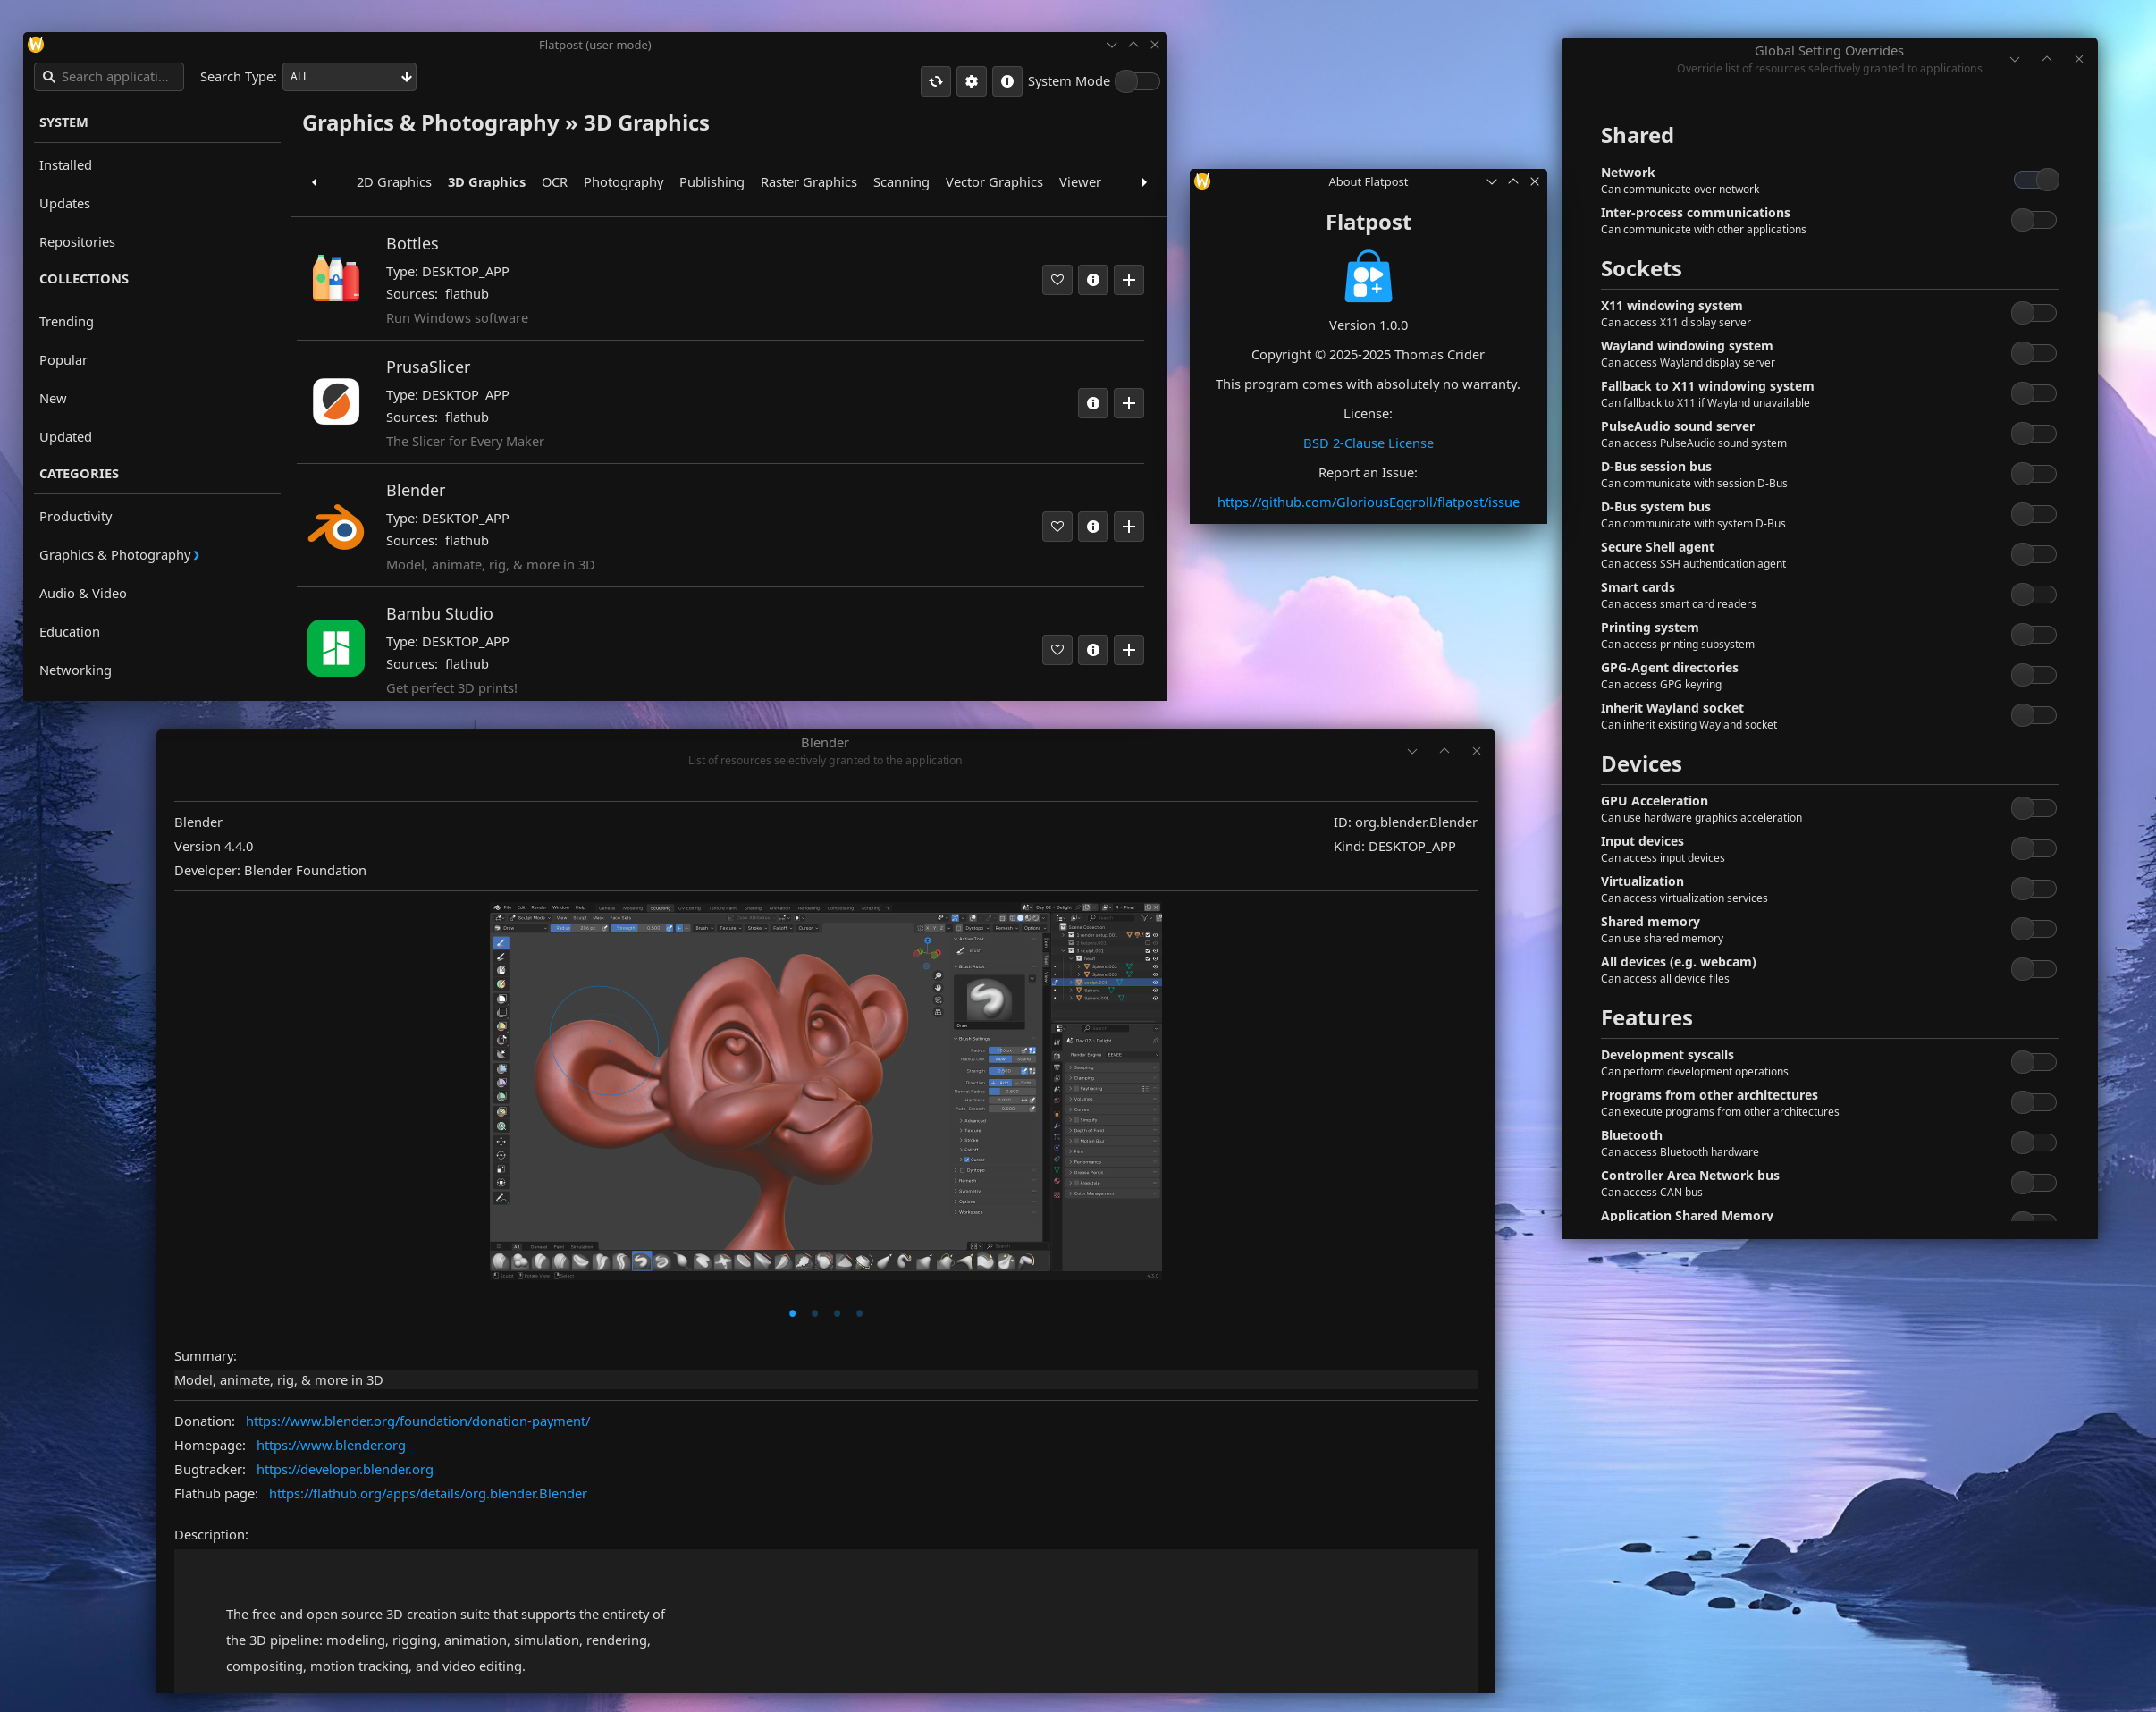 Flatpost (user mode)
Search applicati...
Search Type:
ALL
System Mode
SYSTEM
Installed
Updates
Repositories
COLLECTIONS
Trending
Popular
New
Updated
CATEGORIES
Productivity
Graphics & Photography ❯
Audio & Video
Education
Networking
Graphics & Photography » 3D Graphics
2D Graphics 3D Graphics OCR Photography Publishing Raster Graphics Scanning Vector Graphics Viewer
Bottles
Type: DESKTOP_APP
Sources: flathub
Run Windows software
PrusaSlicer
Type: DESKTOP_APP
Sources: flathub
The Slicer for Every Maker
Blender
Type: DESKTOP_APP
Sources: flathub
Model, animate, rig, & more in 3D
Bambu Studio
Type: DESKTOP_APP
Sources: flathub
Get perfect 3D prints!
About Flatpost
Flatpost
Version 1.0.0
Copyright © 2025-2025 Thomas Crider
This program comes with absolutely no warranty.
License:
BSD 2-Clause License
Report an Issue:
https://github.com/GloriousEggroll/flatpost/issue
Global Setting Overrides
Override list of resources selectively granted to applications
Shared
Network
Can communicate over network
Inter-process communications
Can communicate with other applications
Sockets
X11 windowing system
Can access X11 display server
Wayland windowing system
Can access Wayland display server
Fallback to X11 windowing system
Can fallback to X11 if Wayland unavailable
PulseAudio sound server
Can access PulseAudio sound system
D-Bus session bus
Can communicate with session D-Bus
D-Bus system bus
Can communicate with system D-Bus
Secure Shell agent
Can access SSH authentication agent
Smart cards
Can access smart card readers
Printing system
Can access printing subsystem
GPG-Agent directories
Can access GPG keyring
Inherit Wayland socket
Can inherit existing Wayland socket
Devices
GPU Acceleration
Can use hardware graphics acceleration
Input devices
Can access input devices
Virtualization
Can access virtualization services
Shared memory
Can use shared memory
All devices (e.g. webcam)
Can access all device files
Features
Development syscalls
Can perform development operations
Programs from other architectures
Can execute programs from other architectures
Bluetooth
Can access Bluetooth hardware
Controller Area Network bus
Can access CAN bus
Application Shared Memory
Blender
List of resources selectively granted to the application
Blender
Version 4.4.0
Developer: Blender Foundation
ID: org.blender.Blender
Kind: DESKTOP_APP
Summary:
Model, animate, rig, & more in 3D
Donation: https://www.blender.org/foundation/donation-payment/
Homepage: https://www.blender.org
Bugtracker: https://developer.blender.org
Flathub page: https://flathub.org/apps/details/org.blender.Blender
Description:
The free and open source 3D creation suite that supports the entirety of
the 3D pipeline: modeling, rigging, animation, simulation, rendering,
compositing, motion tracking, and video editing.